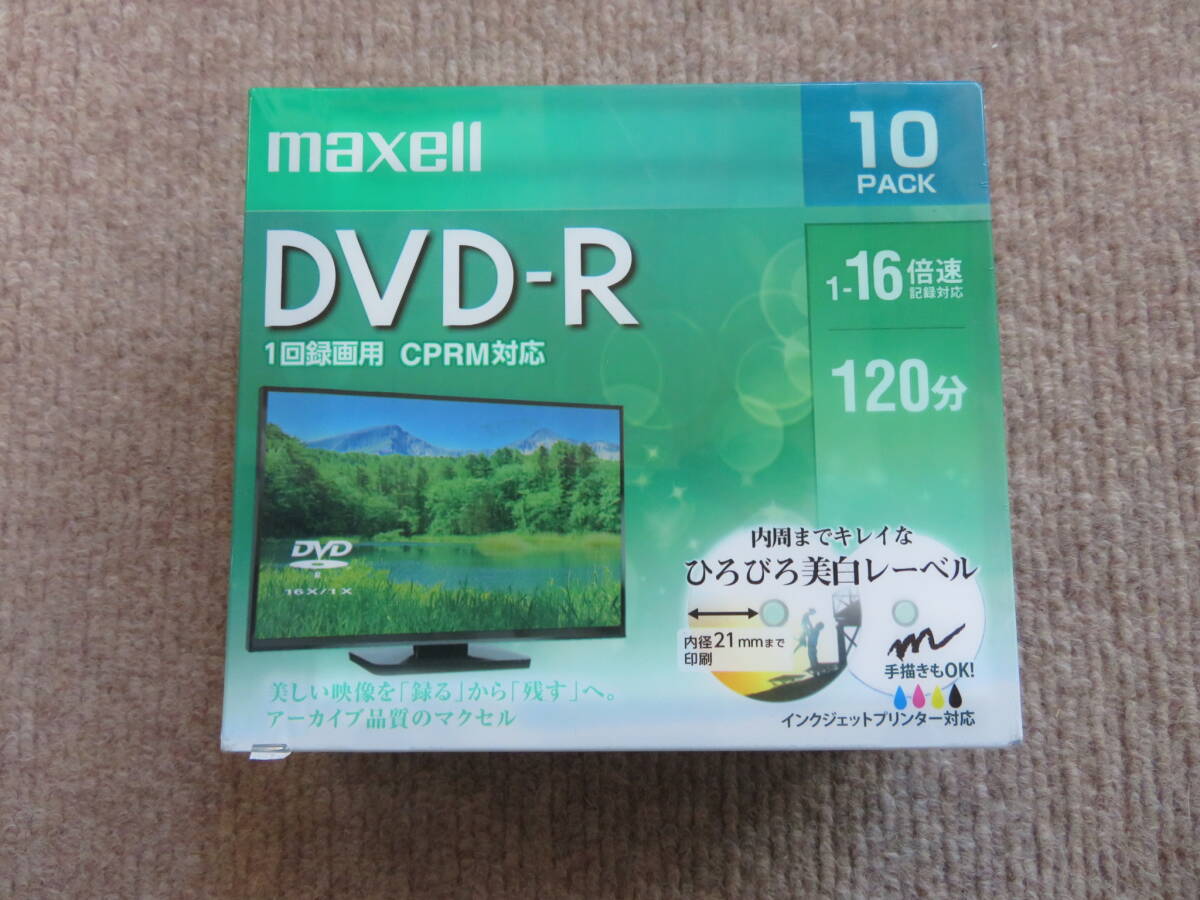 maxell
10
PACK
DVD-R
1回録画用 CPRM対応
1-16倍速
記録対応
120分
DVD
R
16X/1X
内周までキレイな
ひろびろ美白レーベル
内径21mmまで
印刷
手描きもOK!
インクジェットプリンター対応
美しい映像を「録る」から「残す」へ。
アーカイブ品質のマクセル